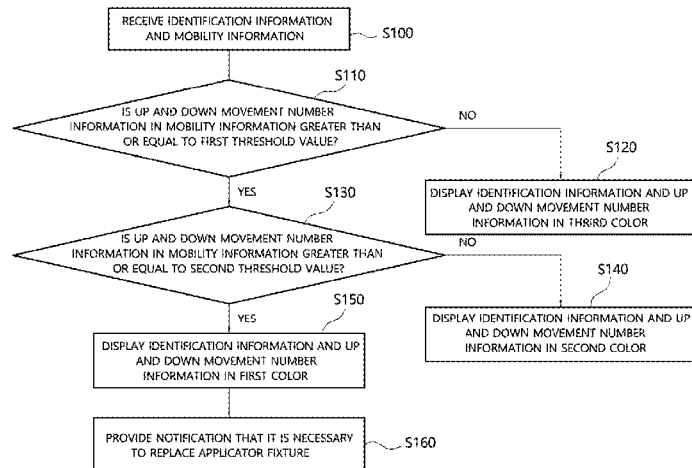 RECEIVE IDENTIFICATION INFORMATION
AND MOBILITY INFORMATION
S100
S110
IS UP AND DOWN MOVEMENT NUMBER
INFORMATION IN MOBILITY INFORMATION GREATER THAN
OR EQUAL TO FIRST THRESHOLD VALUE?
NO
S120
DISPLAY IDENTIFICATION INFORMATION AND UP
AND DOWN MOVEMENT NUMBER
INFORMATION IN THRIRD COLOR
YES
S130
IS UP AND DOWN MOVEMENT NUMBER
INFORMATION IN MOBILITY INFORMATION GREATER THAN
OR EQUAL TO SECOND THRESHOLD VALUE?
NO
S140
DISPLAY IDENTIFICATION INFORMATION AND UP
AND DOWN MOVEMENT NUMBER
INFORMATION IN SECOND COLOR
YES
S150
DISPLAY IDENTIFICATION INFORMATION AND UP
AND DOWN MOVEMENT NUMBER
INFORMATION IN FIRST COLOR
PROVIDE NOTIFICATION THAT IT IS NECESSARY
TO REPLACE APPLICATOR FIXTURE
S160